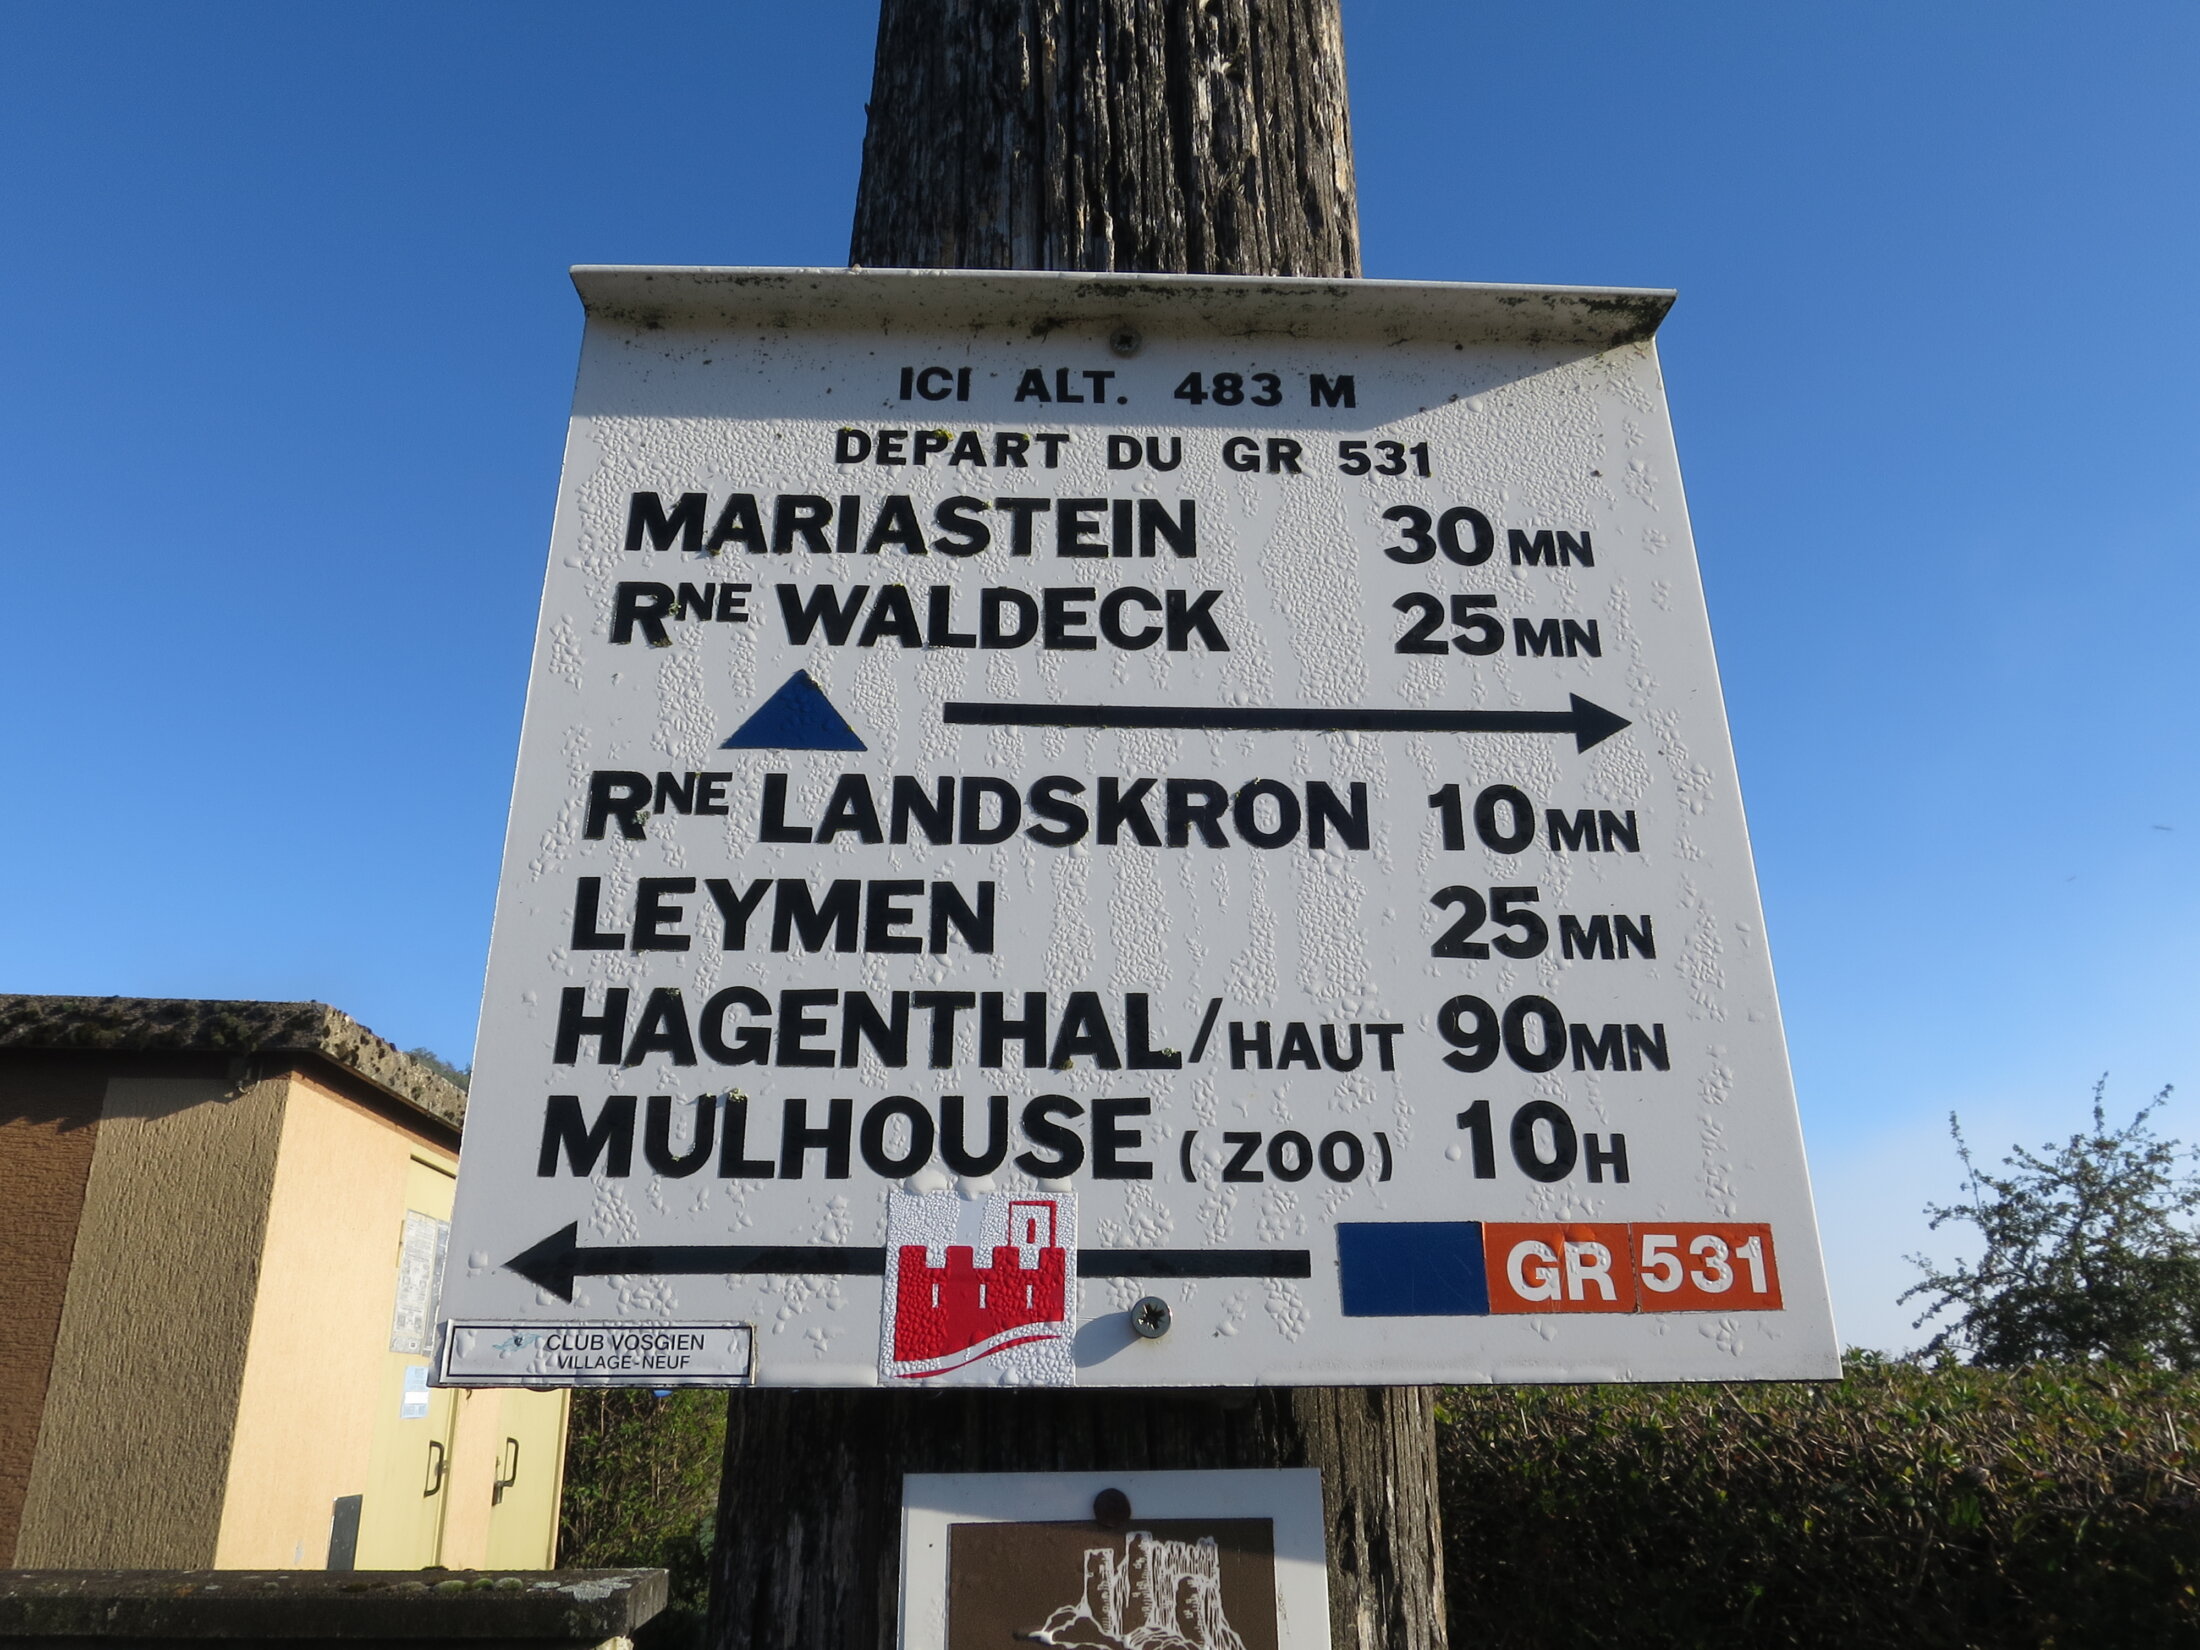 ICI ALT. 483 M
DEPART DU GR 531
MARIASTEIN 30 MN
RNE WALDECK 25 MN
RNE LANDSKRON 10 MN
LEYMEN 25 MN
HAGENTHAL/HAUT 90 MN
MULHOUSE (ZOO) 10 H
GR 531
CLUB VOSGIEN
VILLAGE-NEUF